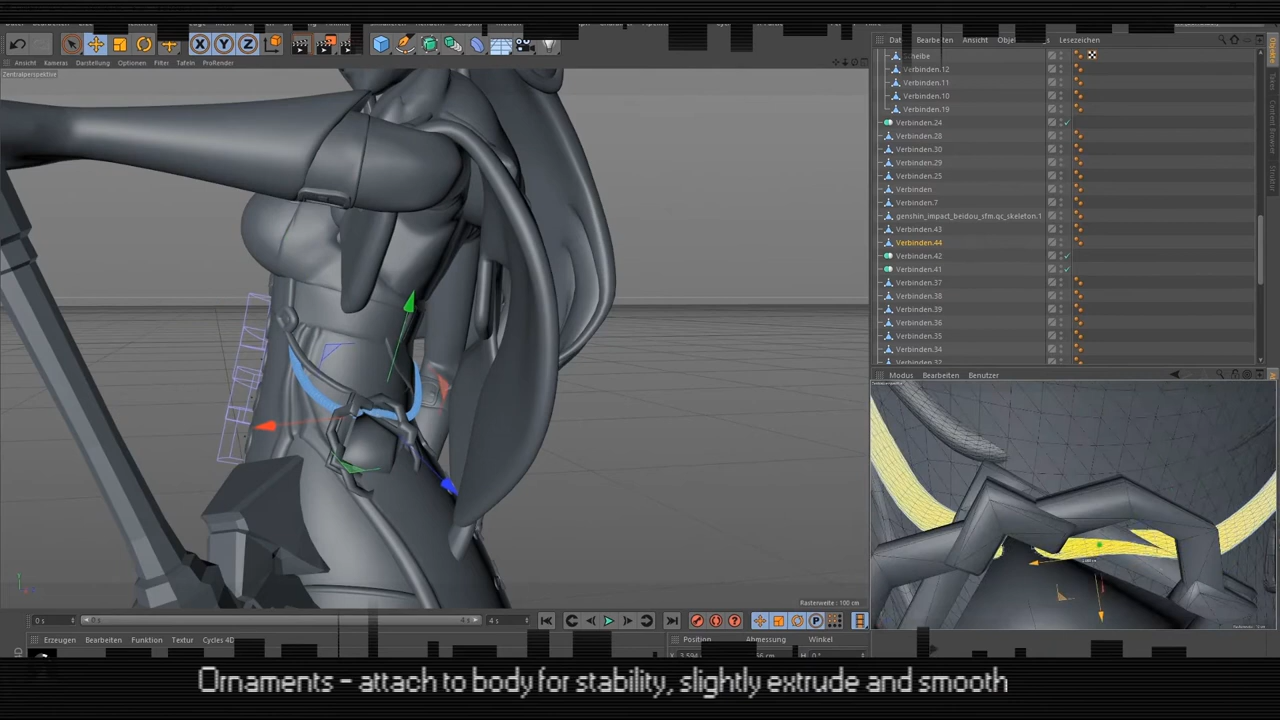 Ansicht Kameras Darstellung Optionen Filter Tafeln ProRender
Zentralperspektive
Bearbeiten Ansicht Lesezeichen
Verbinden.12
Verbinden.11
Verbinden.10
Verbinden.19
Verbinden.24
Verbinden.28
Verbinden.30
Verbinden.29
Verbinden.25
Verbinden
Verbinden.7
genshin_impact_beidou_sfm.qc_skeleton.1
Verbinden.43
Verbinden.44
Verbinden.42
Verbinden.41
Verbinden.37
Verbinden.38
Verbinden.39
Verbinden.36
Verbinden.35
Verbinden.34
Modus Bearbeiten Benutzer
Rasterweite : 100 cm
0 s 0 s 4 s 4 s
Erzeugen Bearbeiten Funktion Textur Cycles 4D
Position Abmessung Winkel
Ornaments - attach to body for stability, slightly extrude and smooth